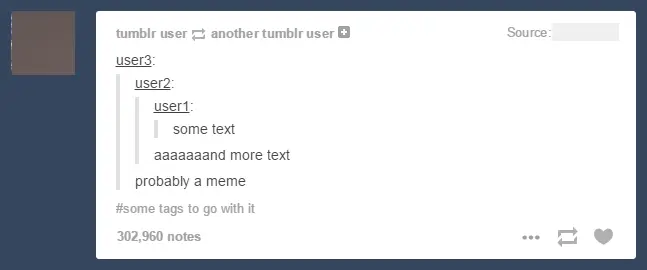 tumblr user another tumblr user
Source:
user3:
user2:
user1:
some text
aaaaaaand more text
probably a meme
#some tags to go with it
302,960 notes